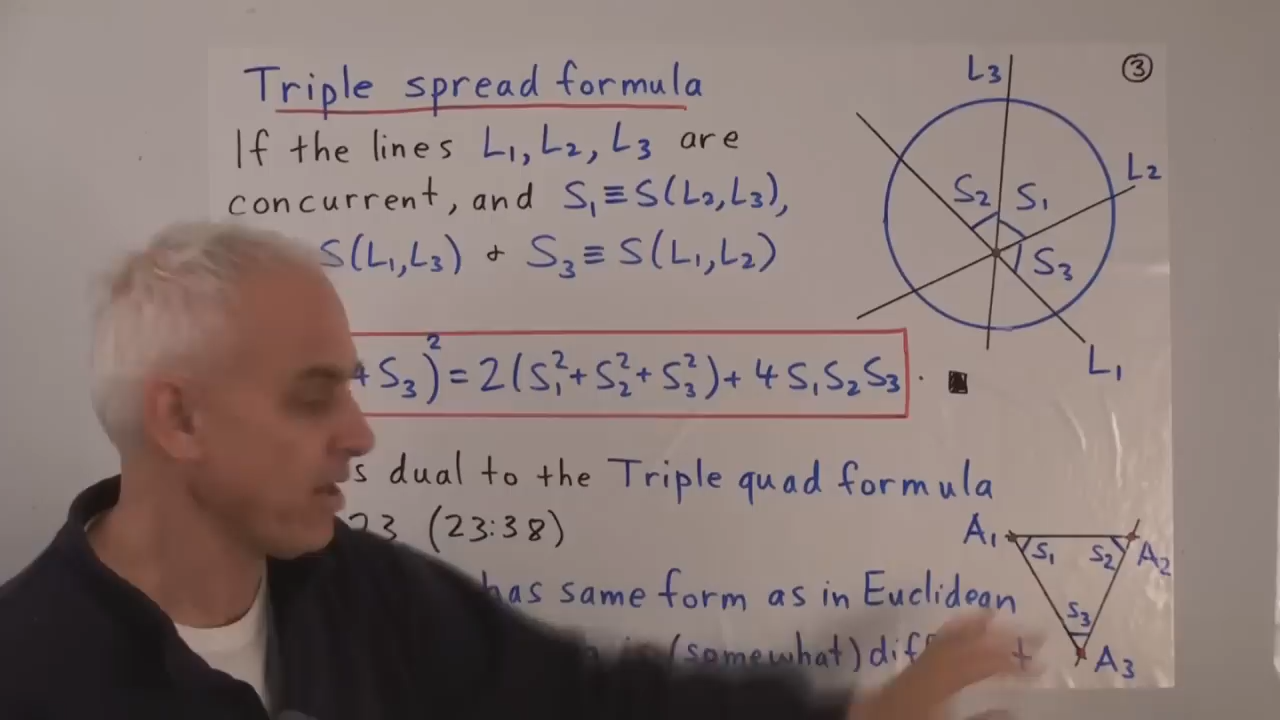 Triple spread formula
If the lines L₁, L₂, L₃ are
concurrent, and S₁ ≡ S(L₂,L₃),
S(L₁,L₃) & S₃ ≡ S(L₁,L₂)
S₃)² = 2(S₁²+S₂²+S₃²)+4S₁S₂S₃ . ■
s dual to the Triple quad formula
23 (23:38)
has same form as in Euclidean
(somewhat)
③
L₃
L₂
S₂ S₁
S₃
L₁
A₁ S₁ S₂ A₂
S₃
A₃